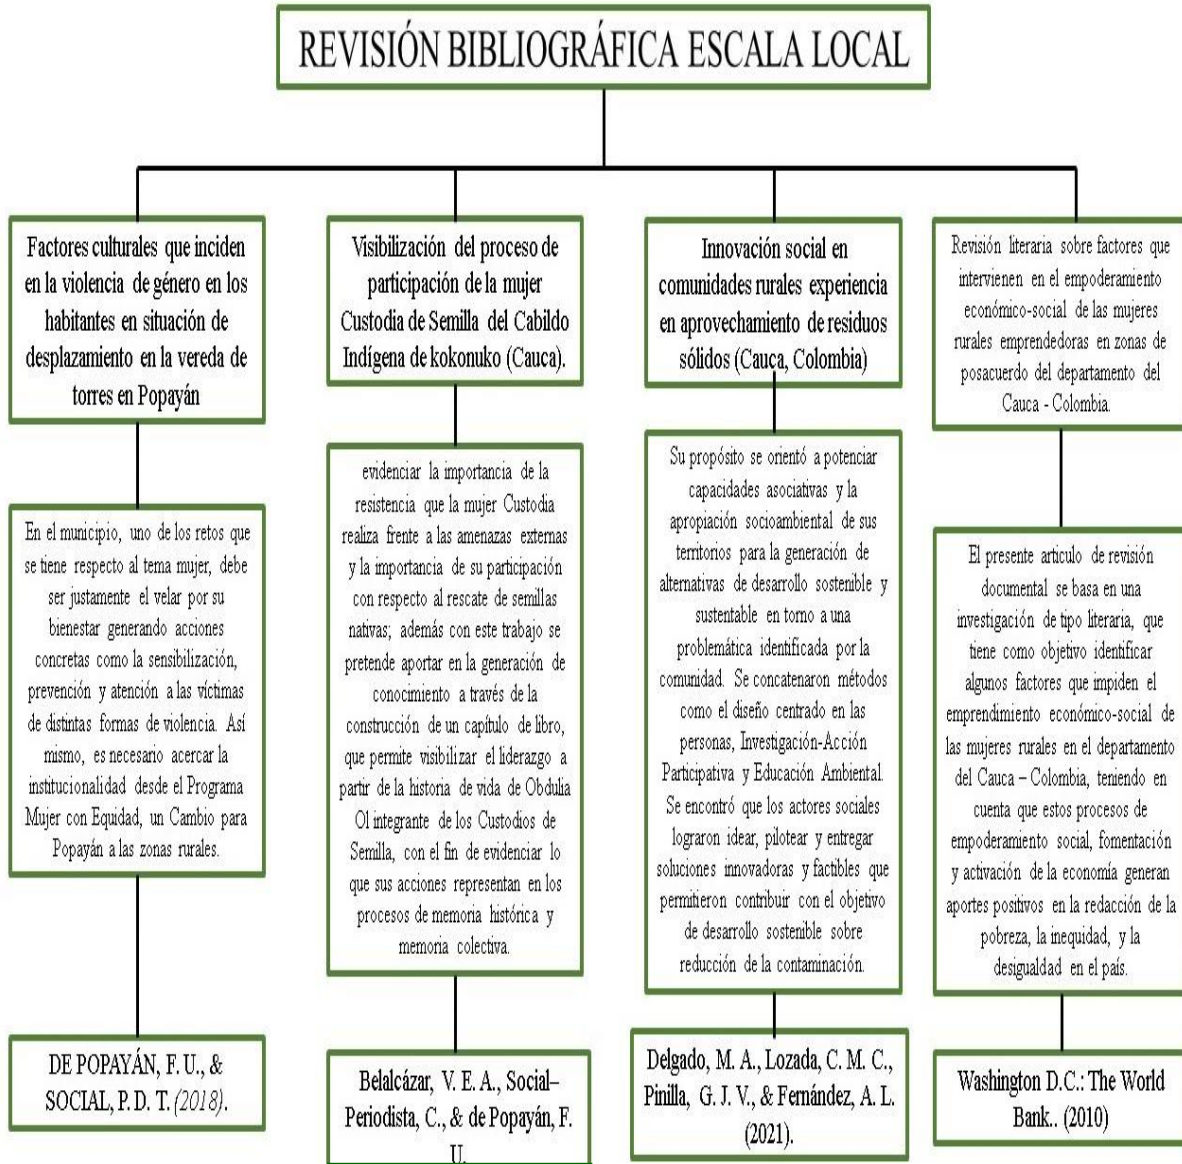 REVISIÓN BIBLIOGRÁFICA ESCALA LOCAL
Factores culturales que inciden
en la violencia de género en los
habitantes en situación de
desplazamiento en la vereda de
torres en Popayán
En el municipio, uno de los retos que
se tiene respecto al tema mujer, debe
ser justamente el velar por su
bienestar generando acciones
concretas como la sensibilización,
prevención y atención a las víctimas
de distintas formas de violencia. Así
mismo, es necesario acercar la
institucionalidad desde el Programa
Mujer con Equidad, un Cambio para
Popayán a las zonas rurales.
DE POPAYÁN, F. U., &
SOCIAL, P. D. T. (2018).
Visibilización del proceso de
participación de la mujer
Custodia de Semilla del Cabildo
Indígena de kokonuko (Cauca).
evidenciar la importancia de la
resistencia que la mujer Custodia
realiza frente a las amenazas externas
y la importancia de su participación
con respecto al rescate de semillas
nativas; además con este trabajo se
pretende aportar en la generación de
conocimiento a través de la
construcción de un capítulo de libro,
que permite visibilizar el liderazgo a
partir de la historia de vida de Obdulia
Ol integrante de los Custodios de
Semilla, con el fin de evidenciar lo
que sus acciones representan en los
procesos de memoria histórica y
memoria colectiva.
Belalcázar, V. E. A., Social–
Periodista, C., & de Popayán, F.
U.
Innovación social en
comunidades rurales experiencia
en aprovechamiento de residuos
sólidos (Cauca, Colombia)
Su propósito se orientó a potenciar
capacidades asociativas y la
apropiación socioambiental de sus
territorios para la generación de
alternativas de desarrollo sostenible y
sustentable en torno a una
problemática identificada por la
comunidad. Se concatenaron métodos
como el diseño centrado en las
personas, Investigación-Acción
Participativa y Educación Ambiental.
Se encontró que los actores sociales
lograron idear, pilotear y entregar
soluciones innovadoras y factibles que
permitieron contribuir con el objetivo
de desarrollo sostenible sobre
reducción de la contaminación.
Delgado, M. A., Lozada, C. M. C.,
Pinilla, G. J. V., & Fernández, A. L.
(2021).
Revisión literaria sobre factores que
intervienen en el empoderamiento
económico-social de las mujeres
rurales emprendedoras en zonas de
posacuerdo del departamento del
Cauca - Colombia.
El presente articulo de revisión
documental se basa en una
investigación de tipo literaria, que
tiene como objetivo identificar
algunos factores que impiden el
emprendimiento económico-social de
las mujeres rurales en el departamento
del Cauca – Colombia, teniendo en
cuenta que estos procesos de
empoderamiento social, fomentación
y activación de la economía generan
aportes positivos en la redacción de la
pobreza, la inequidad, y la
desigualdad en el país.
Washington D.C.: The World
Bank.. (2010)